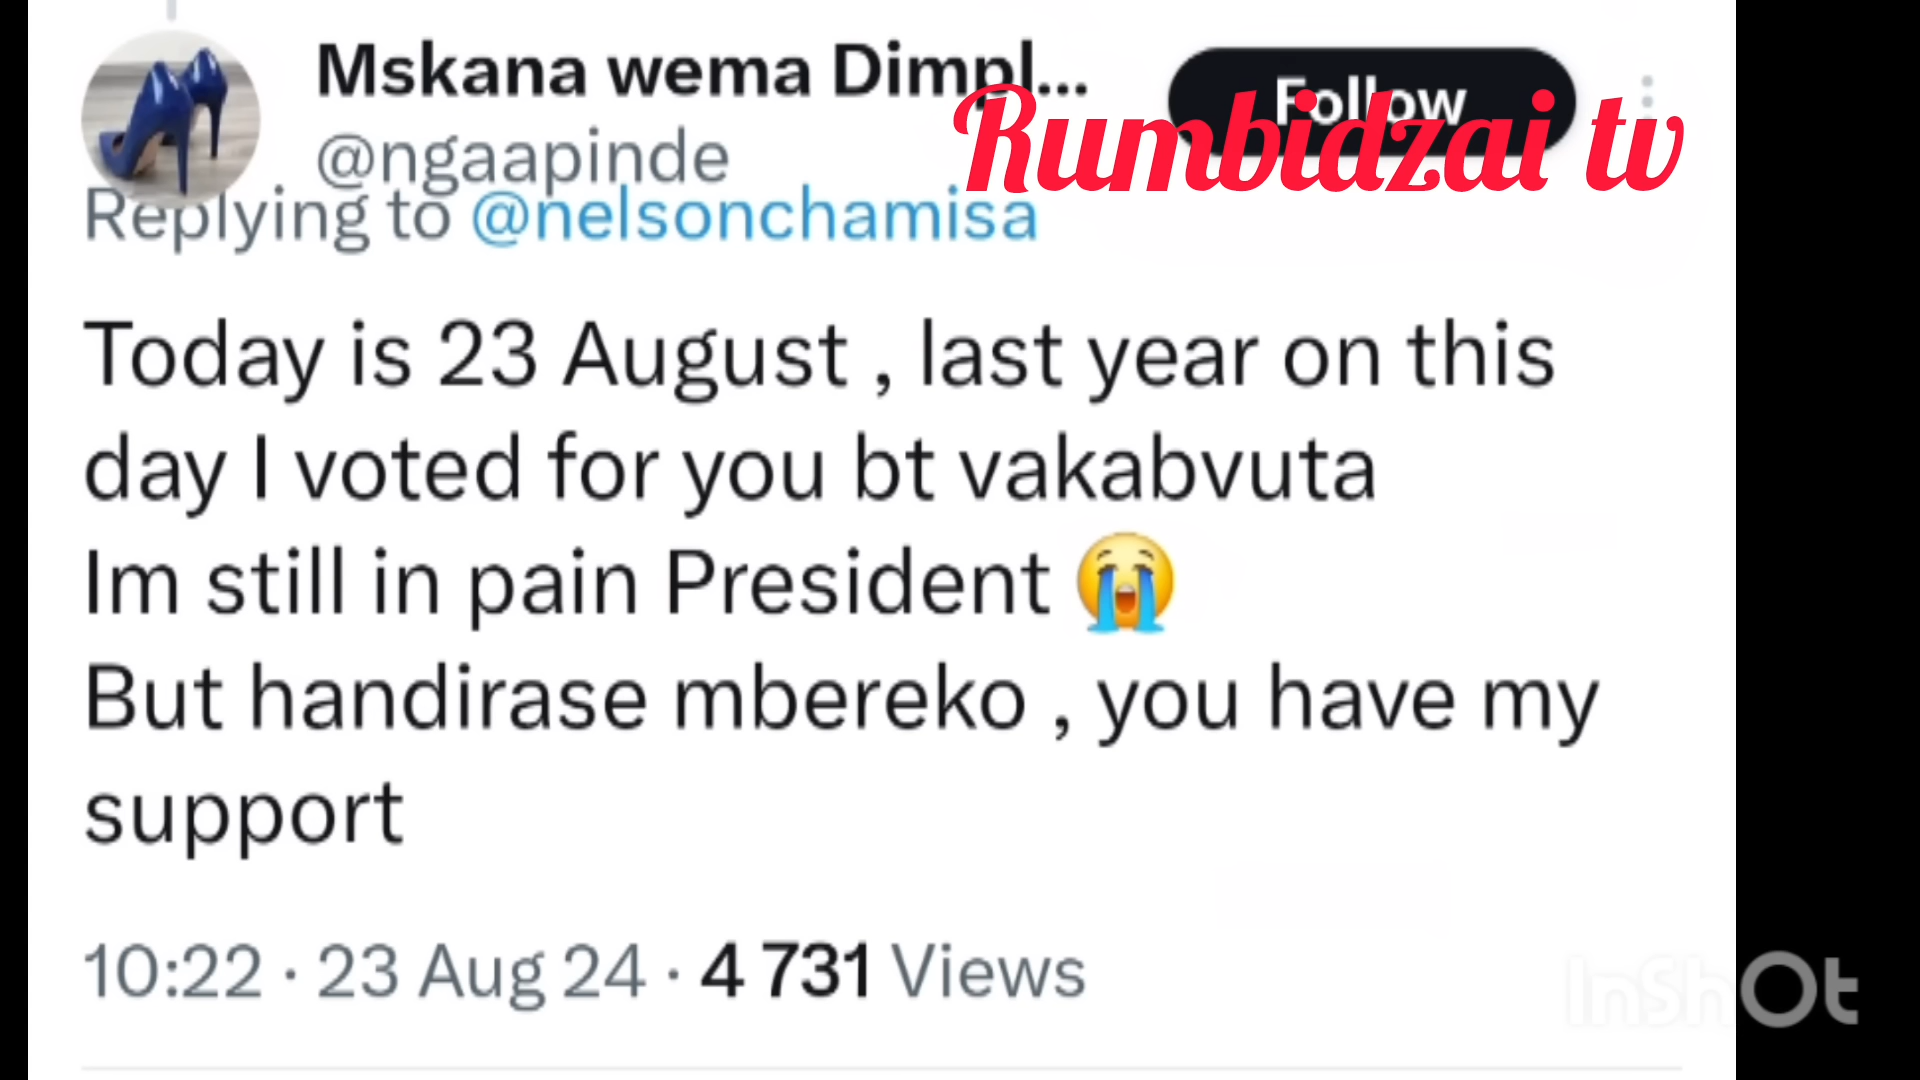 Mskana wema Dimpl...
Follow
Rumbidzai tv
@ngaapinde
Replying to @nelsonchamisa
Today is 23 August , last year on this
day I voted for you bt vakabvuta
Im still in pain President 😭
But handirase mbereko , you have my
support
10:22 · 23 Aug 24 · 4 731 Views
InShOt